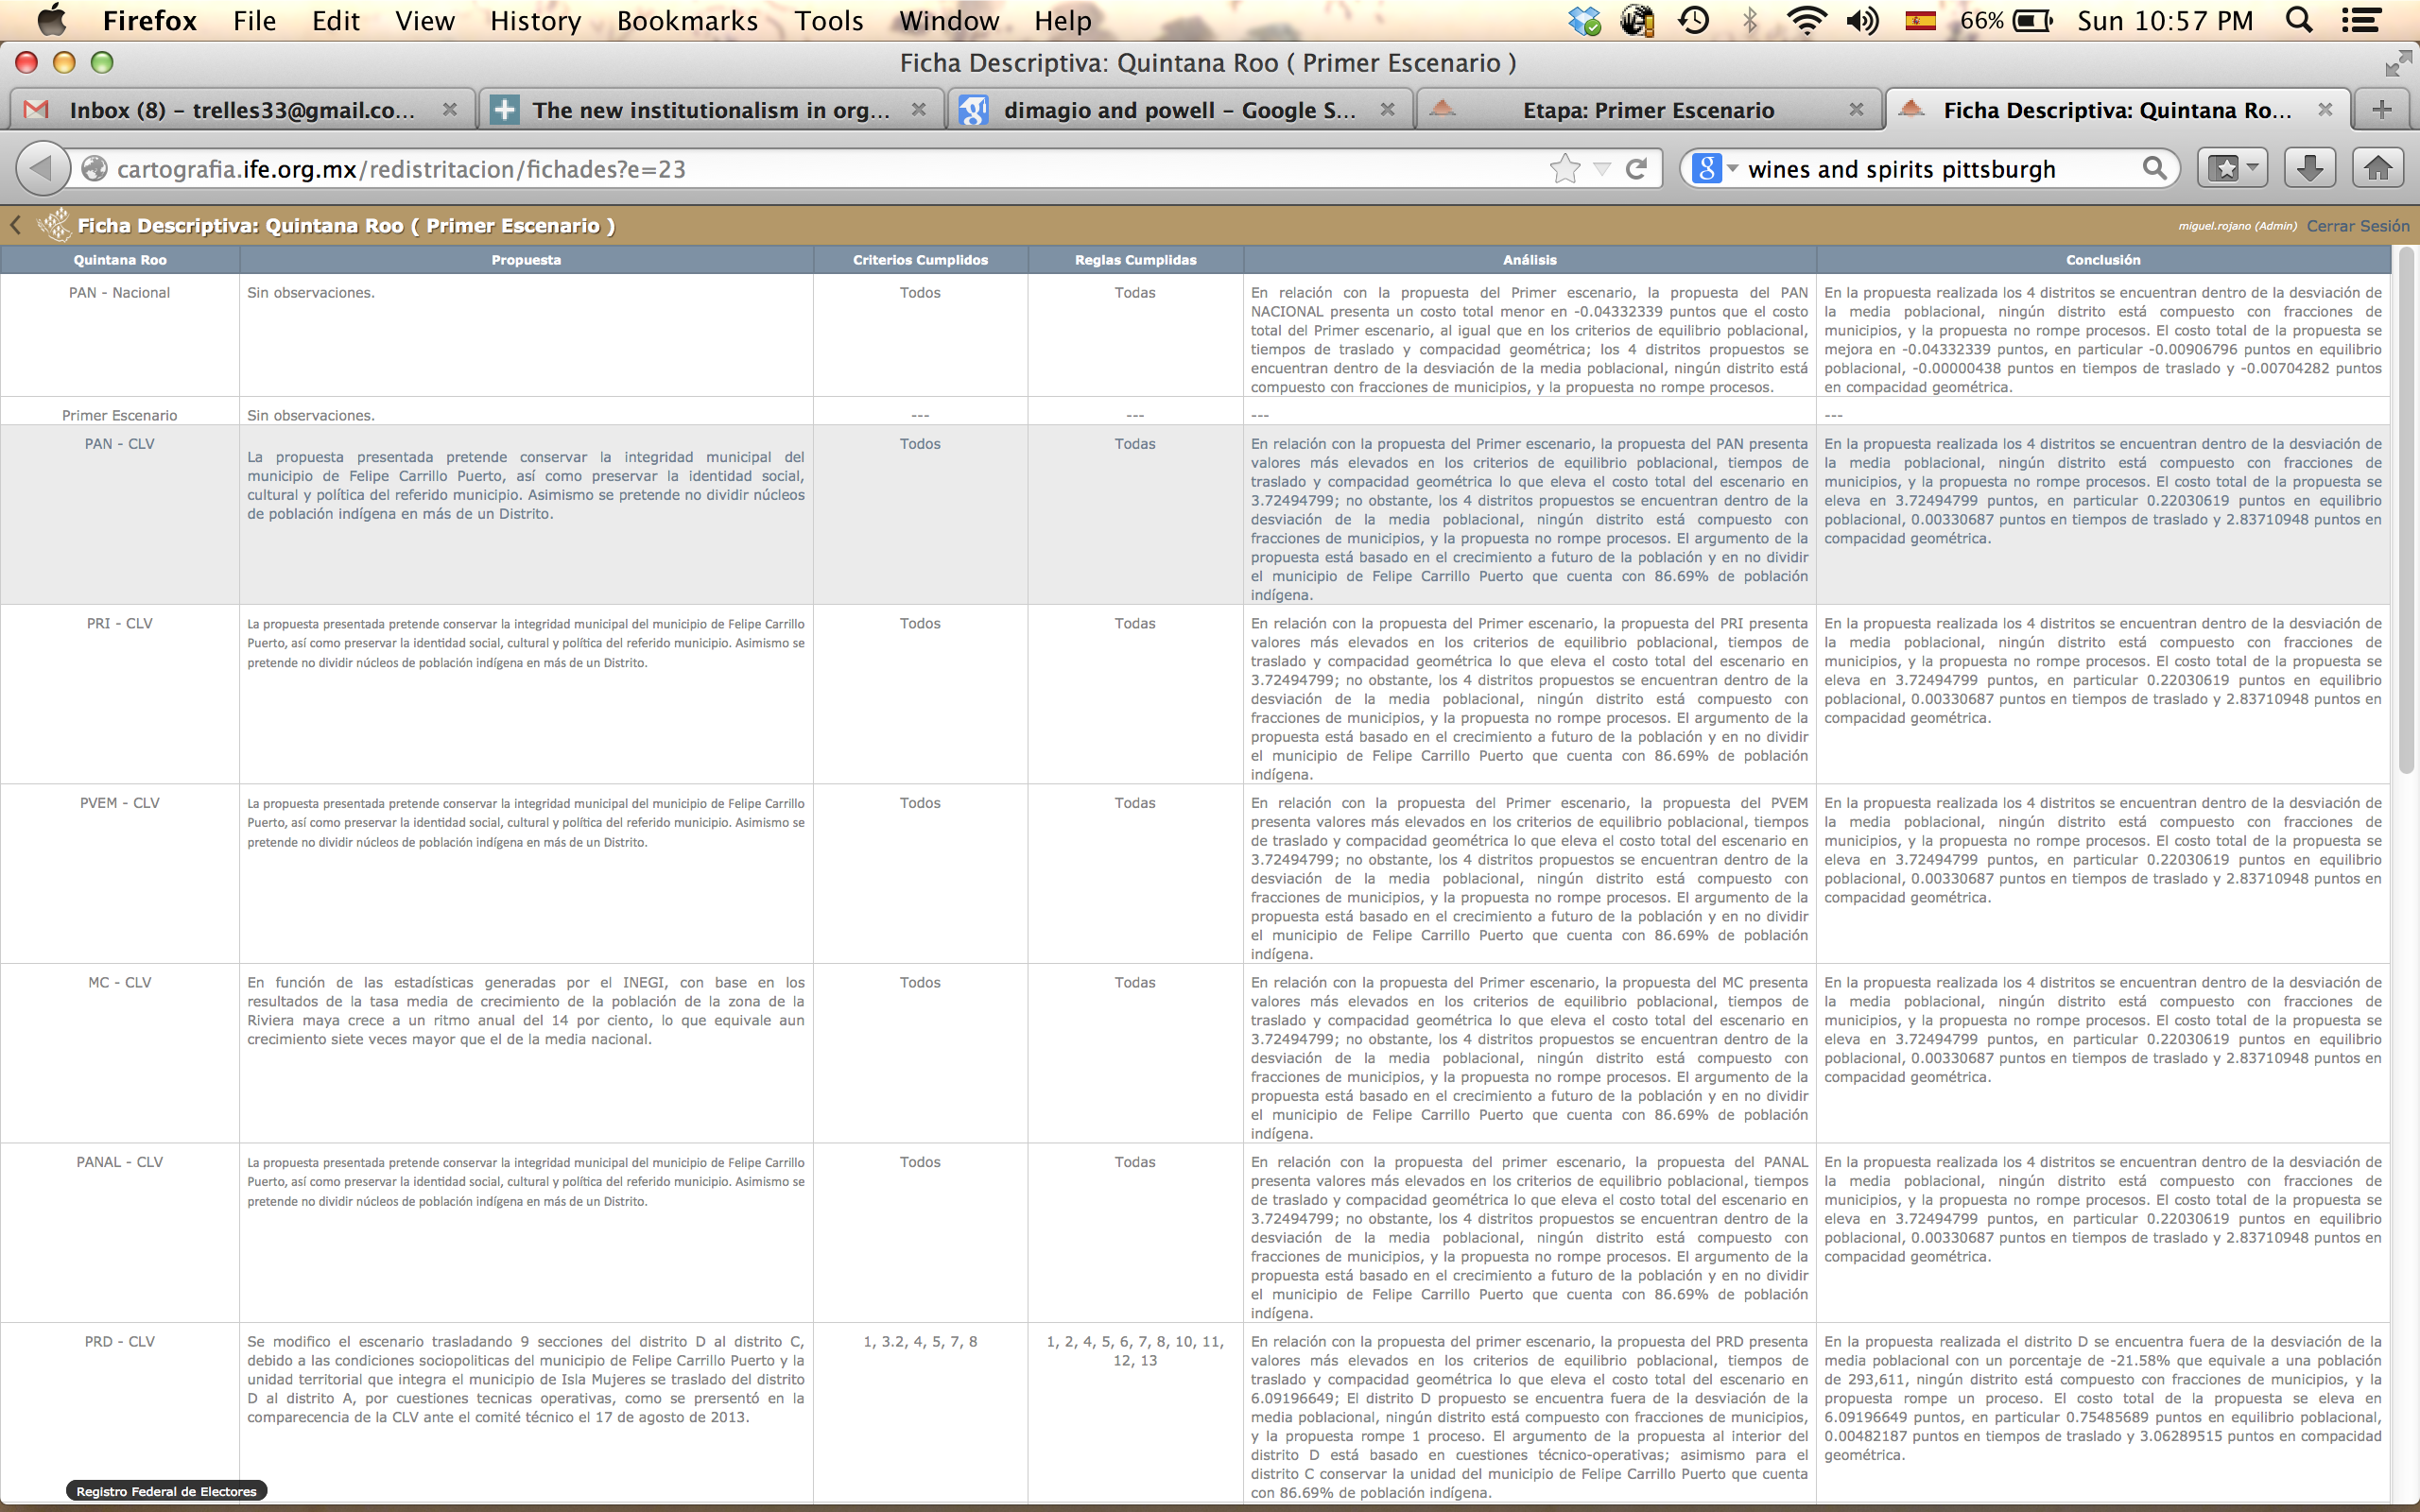 Firefox File Edit View History Bookmarks Tools Window Help 66% Sun 10:57 PM
Ficha Descriptiva: Quintana Roo ( Primer Escenario )
Inbox (8) – trelles33@gmail.co... The new institutionalism in org... dimagio and powell – Google S... Etapa: Primer Escenario Ficha Descriptiva: Quintana Ro...
cartografia.ife.org.mx/redistritacion/fichades?e=23 wines and spirits pittsburgh
Ficha Descriptiva: Quintana Roo ( Primer Escenario ) miguel.rojano (Admin) Cerrar Sesión
Quintana Roo Propuesta Criterios Cumplidos Reglas Cumplidas Análisis Conclusión
PAN - Nacional
Sin observaciones.
Todos
Todas
En relación con la propuesta del Primer escenario, la propuesta del PAN
NACIONAL presenta un costo total menor en -0.04332339 puntos que el costo
total del Primer escenario, al igual que en los criterios de equilibrio poblacional,
tiempos de traslado y compacidad geométrica; los 4 distritos propuestos se
encuentran dentro de la desviación de la media poblacional, ningún distrito está
compuesto con fracciones de municipios, y la propuesta no rompe procesos.
En la propuesta realizada los 4 distritos se encuentran dentro de la desviación de
la media poblacional, ningún distrito está compuesto con fracciones de
municipios, y la propuesta no rompe procesos. El costo total de la propuesta se
mejora en -0.04332339 puntos, en particular -0.00906796 puntos en equilibrio
poblacional, -0.00000438 puntos en tiempos de traslado y -0.00704282 puntos
en compacidad geométrica.
Primer Escenario
Sin observaciones.
---
---
---
---
PAN - CLV
La propuesta presentada pretende conservar la integridad municipal del
municipio de Felipe Carrillo Puerto, así como preservar la identidad social,
cultural y política del referido municipio. Asimismo se pretende no dividir núcleos
de población indígena en más de un Distrito.
Todos
Todas
En relación con la propuesta del Primer escenario, la propuesta del PAN presenta
valores más elevados en los criterios de equilibrio poblacional, tiempos de
traslado y compacidad geométrica lo que eleva el costo total del escenario en
3.72494799; no obstante, los 4 distritos propuestos se encuentran dentro de la
desviación de la media poblacional, ningún distrito está compuesto con
fracciones de municipios, y la propuesta no rompe procesos. El argumento de la
propuesta está basado en el crecimiento a futuro de la población y en no dividir
el municipio de Felipe Carrillo Puerto que cuenta con 86.69% de población
indígena.
En la propuesta realizada los 4 distritos se encuentran dentro de la desviación de
la media poblacional, ningún distrito está compuesto con fracciones de
municipios, y la propuesta no rompe procesos. El costo total de la propuesta se
eleva en 3.72494799 puntos, en particular 0.22030619 puntos en equilibrio
poblacional, 0.00330687 puntos en tiempos de traslado y 2.83710948 puntos en
compacidad geométrica.
PRI - CLV
La propuesta presentada pretende conservar la integridad municipal del municipio de Felipe Carrillo
Puerto, así como preservar la identidad social, cultural y política del referido municipio. Asimismo se
pretende no dividir núcleos de población indígena en más de un Distrito.
Todos
Todas
En relación con la propuesta del Primer escenario, la propuesta del PRI presenta
valores más elevados en los criterios de equilibrio poblacional, tiempos de
traslado y compacidad geométrica lo que eleva el costo total del escenario en
3.72494799; no obstante, los 4 distritos propuestos se encuentran dentro de la
desviación de la media poblacional, ningún distrito está compuesto con
fracciones de municipios, y la propuesta no rompe procesos. El argumento de la
propuesta está basado en el crecimiento a futuro de la población y en no dividir
el municipio de Felipe Carrillo Puerto que cuenta con 86.69% de población
indígena.
En la propuesta realizada los 4 distritos se encuentran dentro de la desviación de
la media poblacional, ningún distrito está compuesto con fracciones de
municipios, y la propuesta no rompe procesos. El costo total de la propuesta se
eleva en 3.72494799 puntos, en particular 0.22030619 puntos en equilibrio
poblacional, 0.00330687 puntos en tiempos de traslado y 2.83710948 puntos en
compacidad geométrica.
PVEM - CLV
La propuesta presentada pretende conservar la integridad municipal del municipio de Felipe Carrillo
Puerto, así como preservar la identidad social, cultural y política del referido municipio. Asimismo se
pretende no dividir núcleos de población indígena en más de un Distrito.
Todos
Todas
En relación con la propuesta del Primer escenario, la propuesta del PVEM
presenta valores más elevados en los criterios de equilibrio poblacional, tiempos
de traslado y compacidad geométrica lo que eleva el costo total del escenario en
3.72494799; no obstante, los 4 distritos propuestos se encuentran dentro de la
desviación de la media poblacional, ningún distrito está compuesto con
fracciones de municipios, y la propuesta no rompe procesos. El argumento de la
propuesta está basado en el crecimiento a futuro de la población y en no dividir
el municipio de Felipe Carrillo Puerto que cuenta con 86.69% de población
indígena.
En la propuesta realizada los 4 distritos se encuentran dentro de la desviación de
la media poblacional, ningún distrito está compuesto con fracciones de
municipios, y la propuesta no rompe procesos. El costo total de la propuesta se
eleva en 3.72494799 puntos, en particular 0.22030619 puntos en equilibrio
poblacional, 0.00330687 puntos en tiempos de traslado y 2.83710948 puntos en
compacidad geométrica.
MC - CLV
En función de las estadísticas generadas por el INEGI, con base en los
resultados de la tasa media de crecimiento de la población de la zona de la
Riviera maya crece a un ritmo anual del 14 por ciento, lo que equivale aun
crecimiento siete veces mayor que el de la media nacional.
Todos
Todas
En relación con la propuesta del Primer escenario, la propuesta del MC presenta
valores más elevados en los criterios de equilibrio poblacional, tiempos de
traslado y compacidad geométrica lo que eleva el costo total del escenario en
3.72494799; no obstante, los 4 distritos propuestos se encuentran dentro de la
desviación de la media poblacional, ningún distrito está compuesto con
fracciones de municipios, y la propuesta no rompe procesos. El argumento de la
propuesta está basado en el crecimiento a futuro de la población y en no dividir
el municipio de Felipe Carrillo Puerto que cuenta con 86.69% de población
indígena.
En la propuesta realizada los 4 distritos se encuentran dentro de la desviación de
la media poblacional, ningún distrito está compuesto con fracciones de
municipios, y la propuesta no rompe procesos. El costo total de la propuesta se
eleva en 3.72494799 puntos, en particular 0.22030619 puntos en equilibrio
poblacional, 0.00330687 puntos en tiempos de traslado y 2.83710948 puntos en
compacidad geométrica.
PANAL - CLV
La propuesta presentada pretende conservar la integridad municipal del municipio de Felipe Carrillo
Puerto, así como preservar la identidad social, cultural y política del referido municipio. Asimismo se
pretende no dividir núcleos de población indígena en más de un Distrito.
Todos
Todas
En relación con la propuesta del primer escenario, la propuesta del PANAL
presenta valores más elevados en los criterios de equilibrio poblacional, tiempos
de traslado y compacidad geométrica lo que eleva el costo total del escenario en
3.72494799; no obstante, los 4 distritos propuestos se encuentran dentro de la
desviación de la media poblacional, ningún distrito está compuesto con
fracciones de municipios, y la propuesta no rompe procesos. El argumento de la
propuesta está basado en el crecimiento a futuro de la población y en no dividir
el municipio de Felipe Carrillo Puerto que cuenta con 86.69% de población
indígena.
En la propuesta realizada los 4 distritos se encuentran dentro de la desviación de
la media poblacional, ningún distrito está compuesto con fracciones de
municipios, y la propuesta no rompe procesos. El costo total de la propuesta se
eleva en 3.72494799 puntos, en particular 0.22030619 puntos en equilibrio
poblacional, 0.00330687 puntos en tiempos de traslado y 2.83710948 puntos en
compacidad geométrica.
PRD - CLV
Se modifico el escenario trasladando 9 secciones del distrito D al distrito C,
debido a las condiciones sociopoliticas del municipio de Felipe Carrillo Puerto y la
unidad territorial que integra el municipio de Isla Mujeres se traslado del distrito
D al distrito A, por cuestiones tecnicas operativas, como se prersentó en la
comparecencia de la CLV ante el comité técnico el 17 de agosto de 2013.
1, 3.2, 4, 5, 7, 8
1, 2, 4, 5, 6, 7, 8, 10, 11,
12, 13
En relación con la propuesta del primer escenario, la propuesta del PRD presenta
valores más elevados en los criterios de equilibrio poblacional, tiempos de
traslado y compacidad geométrica lo que eleva el costo total del escenario en
6.09196649; El distrito D propuesto se encuentra fuera de la desviación de la
media poblacional, ningún distrito está compuesto con fracciones de municipios,
y la propuesta rompe 1 proceso. El argumento de la propuesta al interior del
distrito D está basado en cuestiones técnico-operativas; asimismo para el
distrito C conservar la unidad del municipio de Felipe Carrillo Puerto que cuenta
con 86.69% de población indígena.
En la propuesta realizada el distrito D se encuentra fuera de la desviación de la
media poblacional con un porcentaje de -21.58% que equivale a una población
de 293,611, ningún distrito está compuesto con fracciones de municipios, y la
propuesta rompe un proceso. El costo total de la propuesta se eleva en
6.09196649 puntos, en particular 0.75485689 puntos en equilibrio poblacional,
0.00482187 puntos en tiempos de traslado y 3.06289515 puntos en compacidad
geométrica.
Registro Federal de Electores